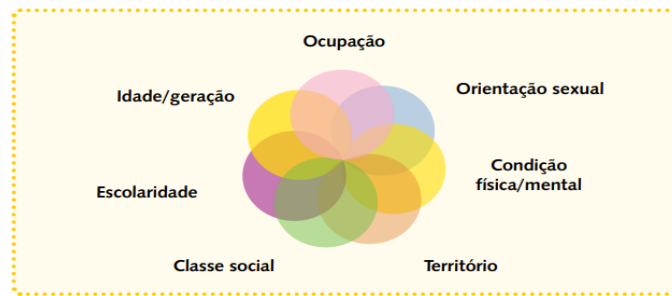 Ocupação
Idade/geração
Orientação sexual
Condição
física/mental
Escolaridade
Classe social
Território